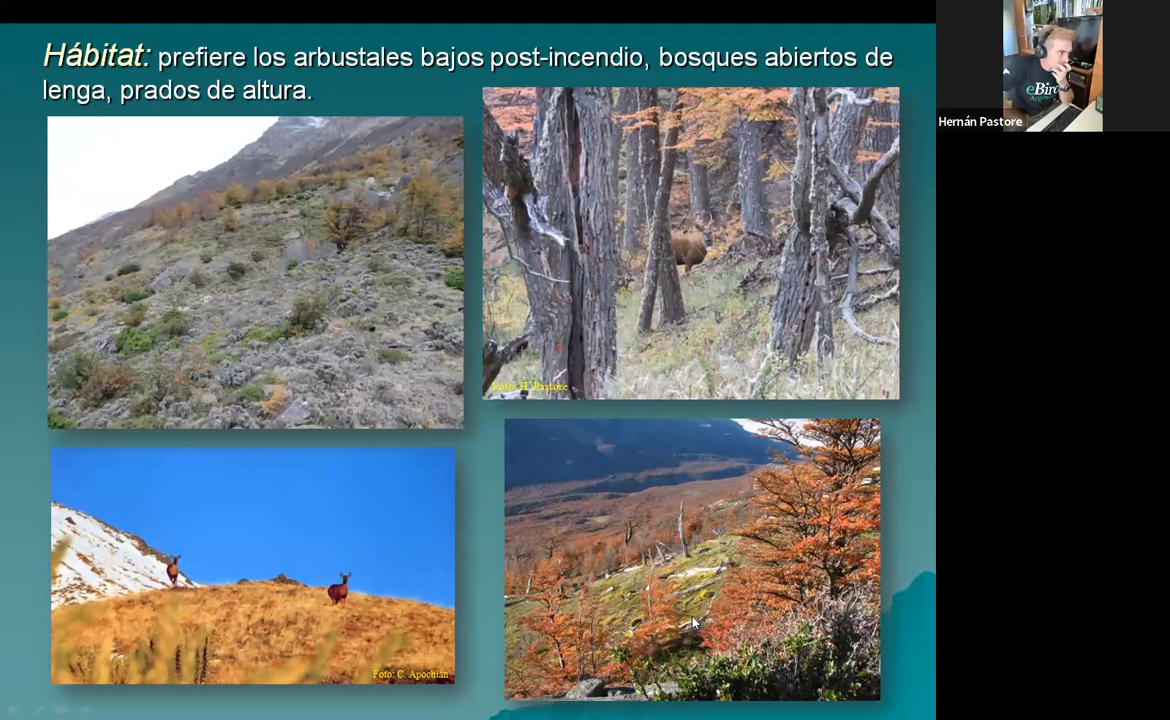 Hábitat: prefiere los arbustales bajos post-incendio, bosques abiertos de
lenga, prados de altura.
Foto: H. Pastore
Foto: C. Apochian
eBird
Hernán Pastore